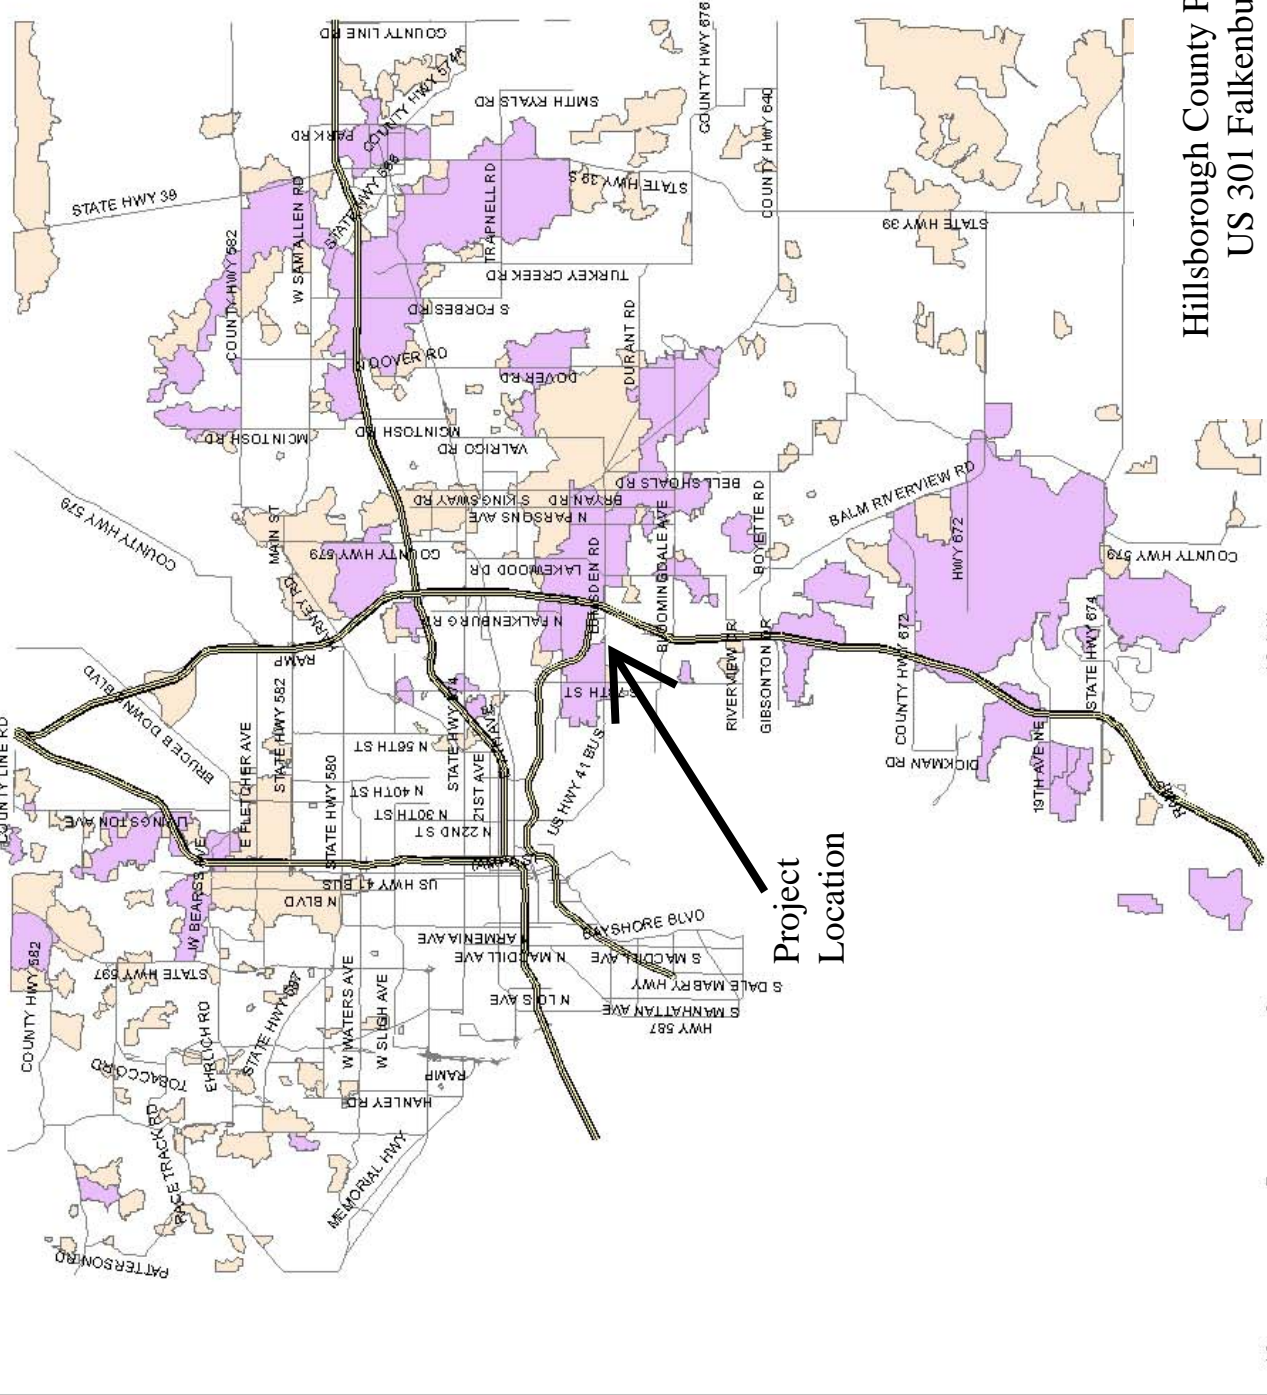 COUNTY LINE RD
COUNTY HWY 574A
SMITH RYALS RD
COUNTY HWY 676
COUNTY HWY 640
PARK RD
STATE HWY 39
W SAM ALLEN RD
COUNTY HWY 582
TRAPNELL RD
STATE HWY 39 S
STATE HWY 39
TURKEY CREEK RD
S FORBES RD
DURANT RD
N DOVER RD
DOVER RD
MCINTOSH RD
MCINTOSH RD
VALRICO RD
COUNTY HWY 579
MAIN ST
S KINGSWAY RD
BRYAN RD
N PARSONS AVE
BELL SHOALS RD
BALM RIVERVIEW RD
COUNTY HWY 579
LAKEWOOD DR
LUMSDEN RD
BLOOMINGDALE AVE
BOYETTE RD
HWY 672
COUNTY HWY 579
HARNEY RD
RAMP
N FALKENBURG RD
RIVERVIEW DR
GIBSONTON DR
COUNTY HWY 672
STATE HWY 674
BRUCE B DOWNS BLVD
STATE HWY 582
STATE HWY 574
S 78TH ST
N 56TH ST
E FLETCHER AVE
STATE HWY 580
N 40TH ST
N 30TH ST
N 22ND ST
21ST AVE
US HWY 41 BUS
DICKMAN RD
19TH AVE NE
RAMP
LIVINGSTON AVE
W BEARSS AVE
US HWY 41 BUS
N BLVD
COUNTY HWY 582
STATE HWY 597
ARMENIA AVE
N MACDILL AVE
BAYSHORE BLVD
S MACDILL AVE
S DALE MABRY HWY
S MANHATTAN AVE
HWY 587
N LOIS AVE
EHRLICH RD
STATE HWY 597
W WATERS AVE
W SLIGH AVE
TOBACCO RD
RAMP
HANLEY RD
RACE TRACK RD
MEMORIAL HWY
PATTERSON RD
Project
Location
Hillsborough County
US 301 Falkenbu